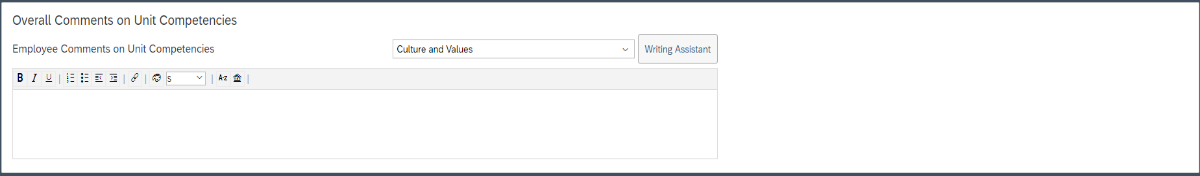 Overall Comments on Unit Competencies
Employee Comments on Unit Competencies Culture and Values Writing Assistant
B I U 5 A-z